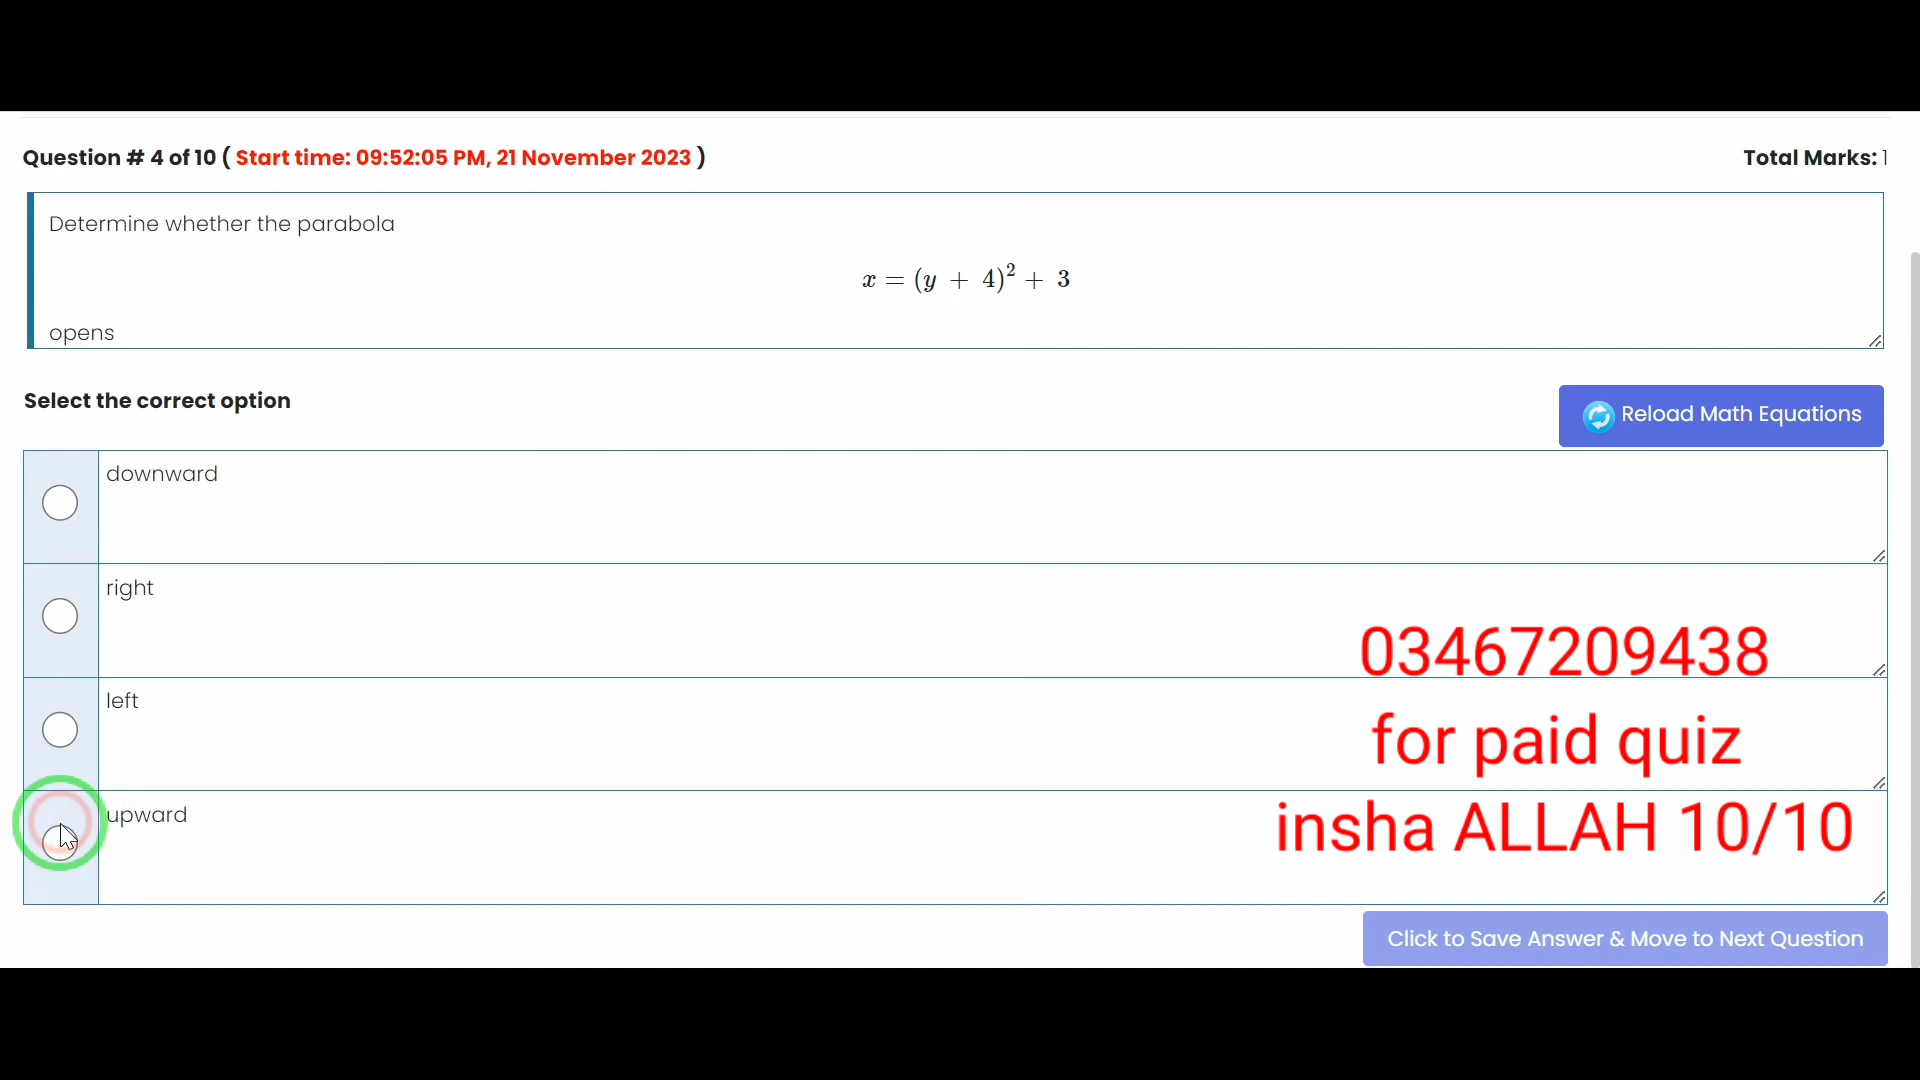 Question # 4 of 10 ( Start time: 09:52:05 PM, 21 November 2023 )
Total Marks: 1
Determine whether the parabola
x = (y + 4)² + 3
opens
Select the correct option
Reload Math Equations
downward
right
left
upward
03467209438
for paid quiz
insha ALLAH 10/10
Click to Save Answer & Move to Next Question